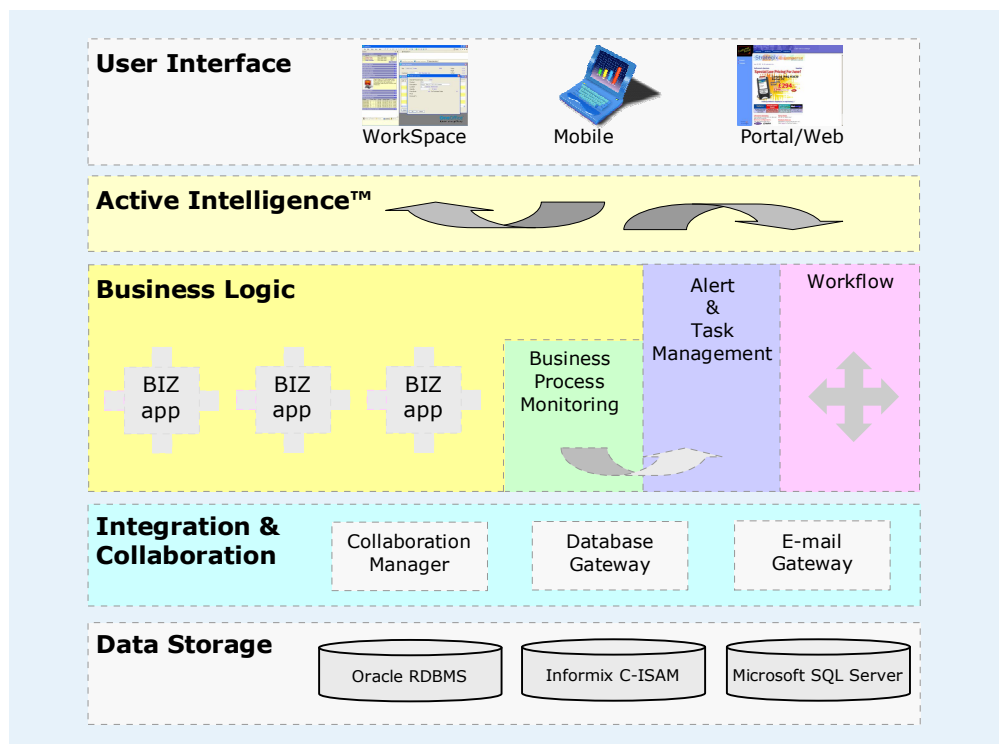 User Interface
WorkSpace
Mobile
Portal/Web
Active Intelligence™
Business Logic
BIZ
app
BIZ
app
BIZ
app
Business
Process
Monitoring
Alert
&
Task
Management
Workflow
Integration &
Collaboration
Collaboration
Manager
Database
Gateway
E-mail
Gateway
Data Storage
Oracle RDBMS
Informix C-ISAM
Microsoft SQL Server